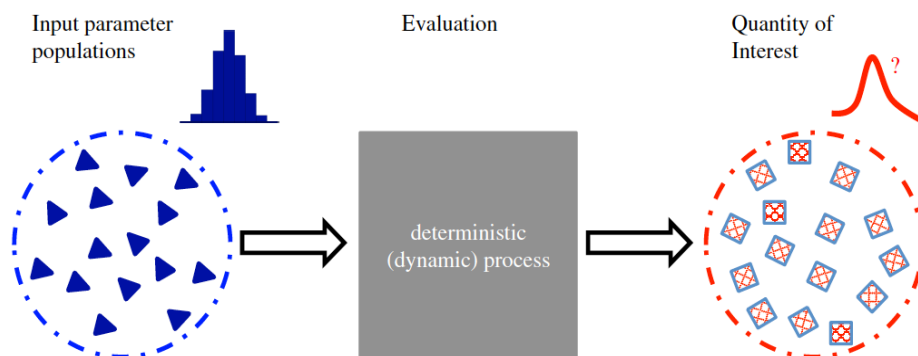 Input parameter
populations
Evaluation
Quantity of
Interest
?
deterministic
(dynamic) process